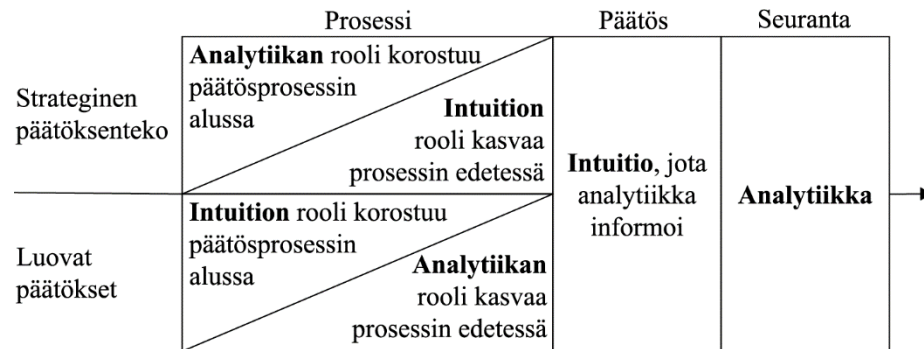 Prosessi
Päätös
Seuranta
Strateginen
päätöksenteko
Analytiikan rooli korostuu
päätösprosessin
alussa
Intuition
rooli kasvaa
prosessin edetessä
Luovat
päätökset
Intuition rooli korostuu
päätösprosessin
alussa
Analytiikan
rooli kasvaa
prosessin edetessä
Intuitio, jota
analytiikka
informoi
Analytiikka